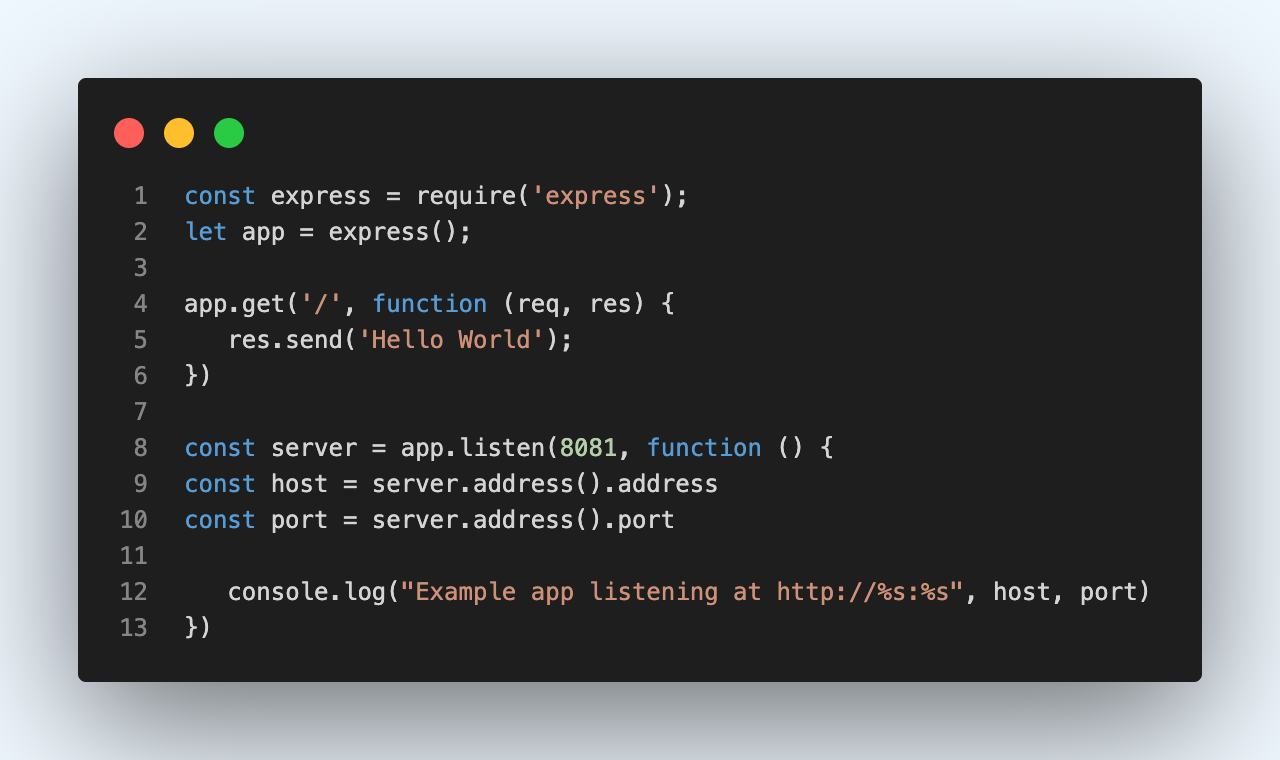 1 const express = require('express');
2 let app = express();
3
4 app.get('/', function (req, res) {
5    res.send('Hello World');
6 })
7
8 const server = app.listen(8081, function () {
9 const host = server.address().address
10 const port = server.address().port
11
12    console.log("Example app listening at http://%s:%s", host, port)
13 })